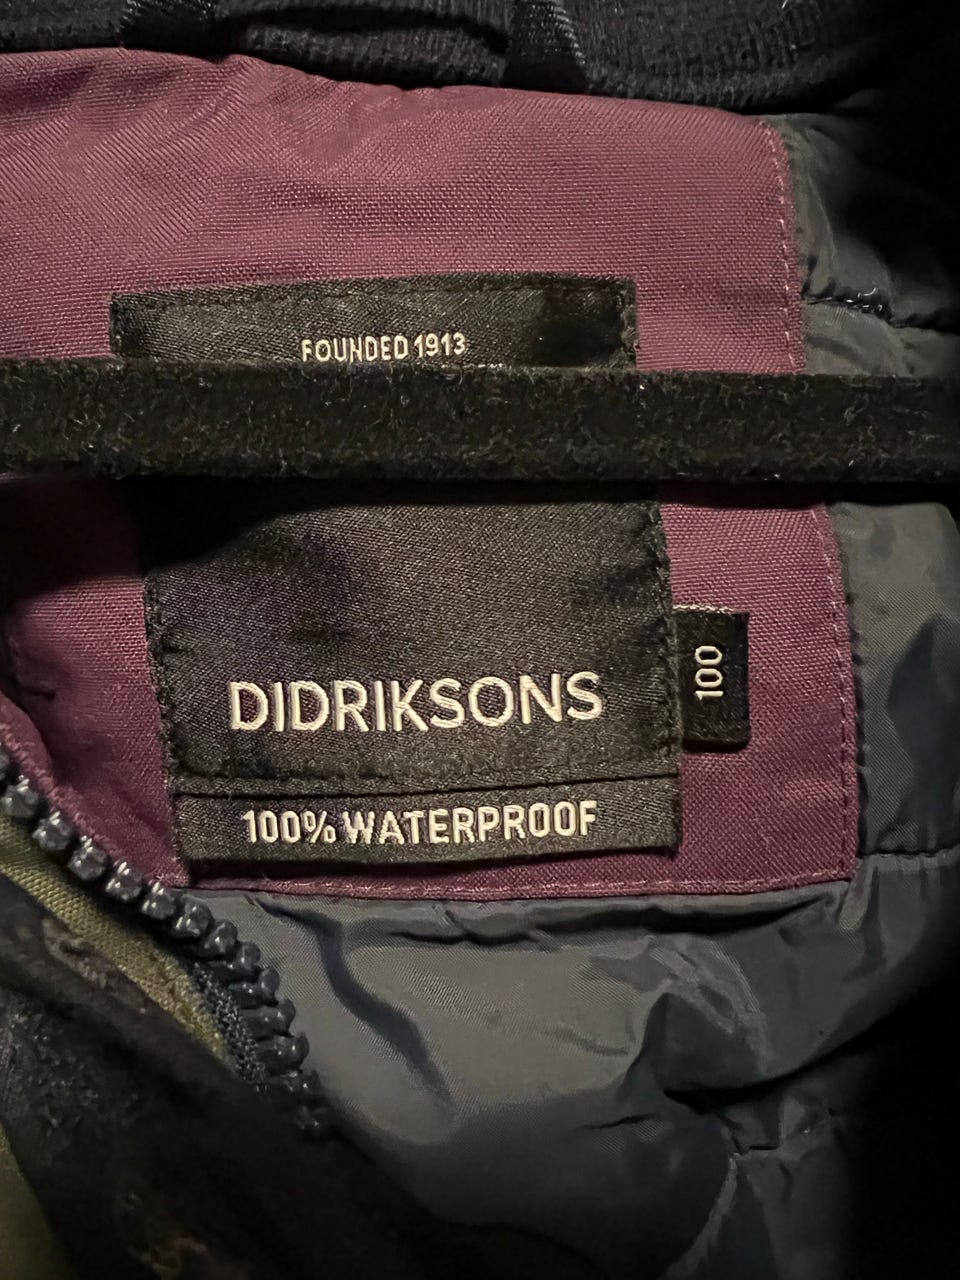 FOUNDED 1913
DIDRIKSONS
100
100% WATERPROOF